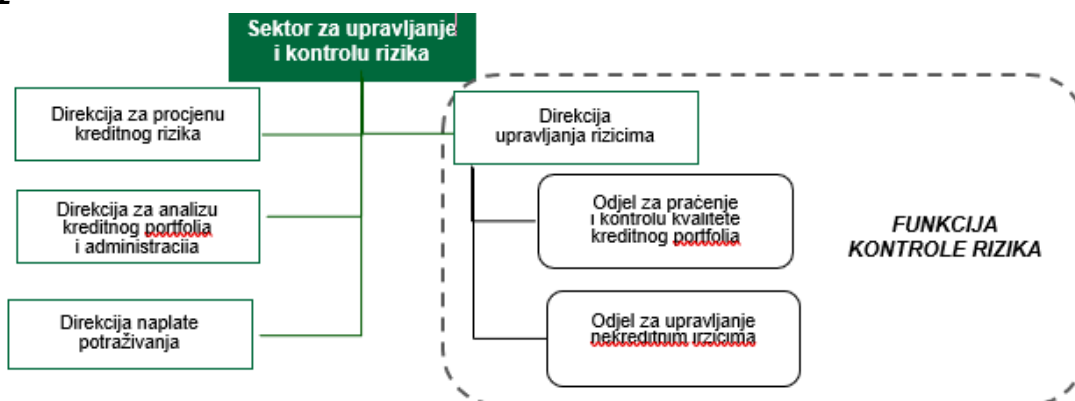 Sektor za upravljanje
i kontrolu rizika
Direkcija za procjenu
kreditnog rizika
Direkcija
upravljanja rizicima
Direkcija za analizu
kreditnog portfolia
i administraciia
Odjel za praćenje
i kontrolu kvalitete
kreditnog portfolia
FUNKCIJA
KONTROLE RIZIKA
Direkcija naplate
potraživanja
Odjel za upravljanje
nekreditnim irzicima